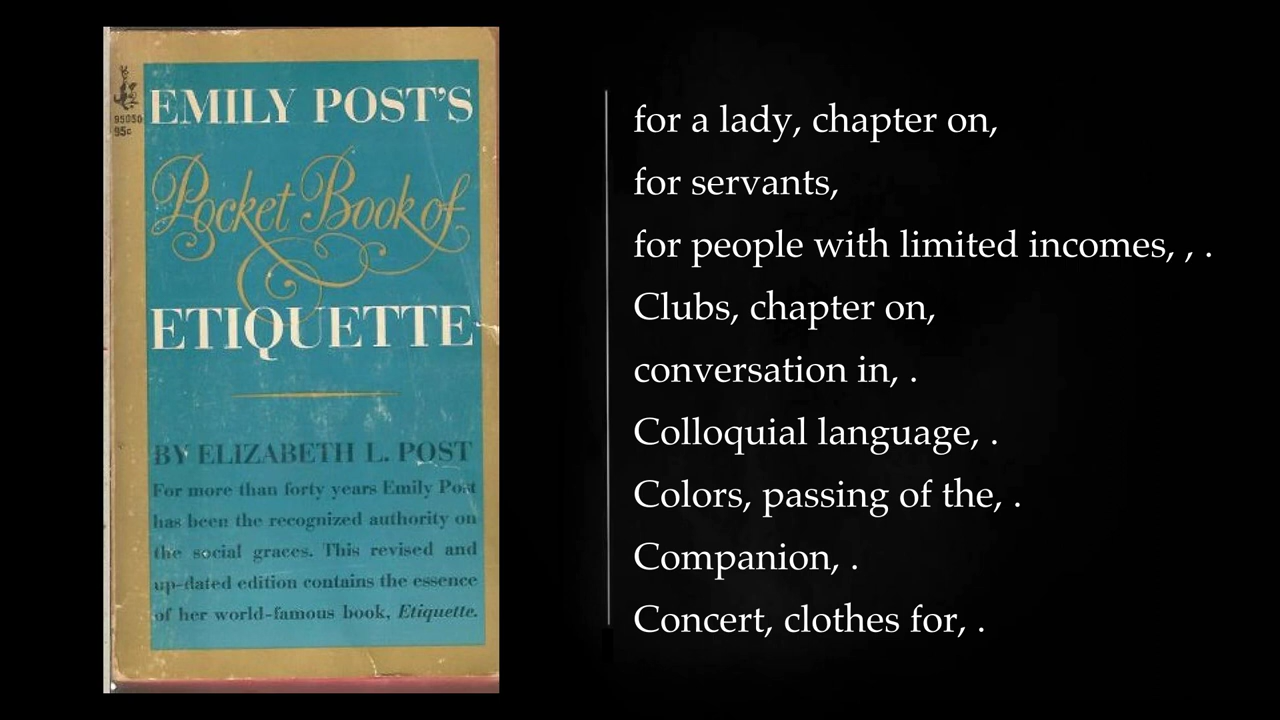 EMILY POST'S
95050
95c
Pocket Book of
ETIQUETTE
BY ELIZABETH L. POST
For more than forty years Emily Post
has been the recognized authority on
the social graces. This revised and
up-dated edition contains the essence
of her world-famous book, Etiquette.
for a lady, chapter on,
for servants,
for people with limited incomes, , .
Clubs, chapter on,
conversation in, .
Colloquial language, .
Colors, passing of the, .
Companion, .
Concert, clothes for, .